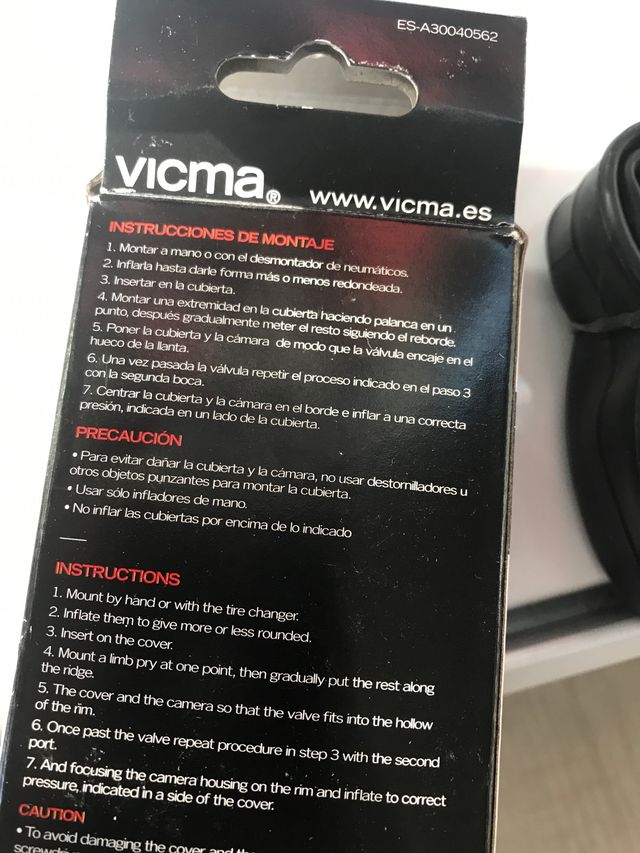 ES-A30040562
vicma®
www.vicma.es
INSTRUCCIONES DE MONTAJE
1. Montar a mano o con el desmontador de neumáticos.
2. Inflarla hasta darle forma más o menos redondeada.
3. Insertar en la cubierta.
4. Montar una extremidad en la cubierta haciendo palanca en un
punto, después gradualmente meter el resto siguiendo el reborde.
5. Poner la cubierta y la cámara de modo que la válvula encaje en el
hueco de la llanta.
6. Una vez pasada la válvula repetir el proceso indicado en el paso 3
con la segunda boca.
7. Centrar la cubierta y la cámara en el borde e inflar a una correcta
presión, indicada en un lado de la cubierta.
PRECAUCIÓN
• Para evitar dañar la cubierta y la cámara, no usar destornilladores u
otros objetos punzantes para montar la cubierta.
• Usar sólo infladores de mano.
• No inflar las cubiertas por encima de lo indicado
INSTRUCTIONS
1. Mount by hand or with the tire changer.
2. Inflate them to give more or less rounded.
3. Insert on the cover.
4. Mount a limb pry at one point, then gradually put the rest along
the ridge.
5. The cover and the camera so that the valve fits into the hollow
of the rim.
6. Once past the valve repeat procedure in step 3 with the second
port.
7. And focusing the camera housing on the rim and inflate to correct
pressure, indicated in a side of the cover.
CAUTION
• To avoid damaging the cover and the